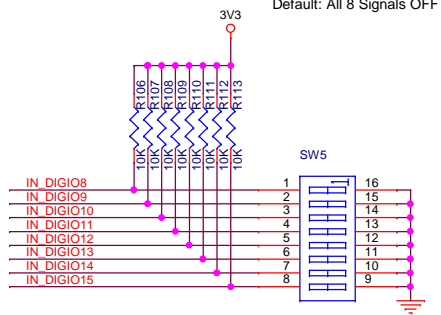 Default: All 8 Signals OFF
3V3
R106
R107
R108
R109
R110
R111
R112
R113
10K
10K
10K
10K
10K
10K
10K
10K
SW5
IN_DIGIO8
1
16
IN_DIGIO9
2
15
IN_DIGIO10
3
14
IN_DIGIO11
4
13
IN_DIGIO12
5
12
IN_DIGIO13
6
11
IN_DIGIO14
7
10
IN_DIGIO15
8
9
1